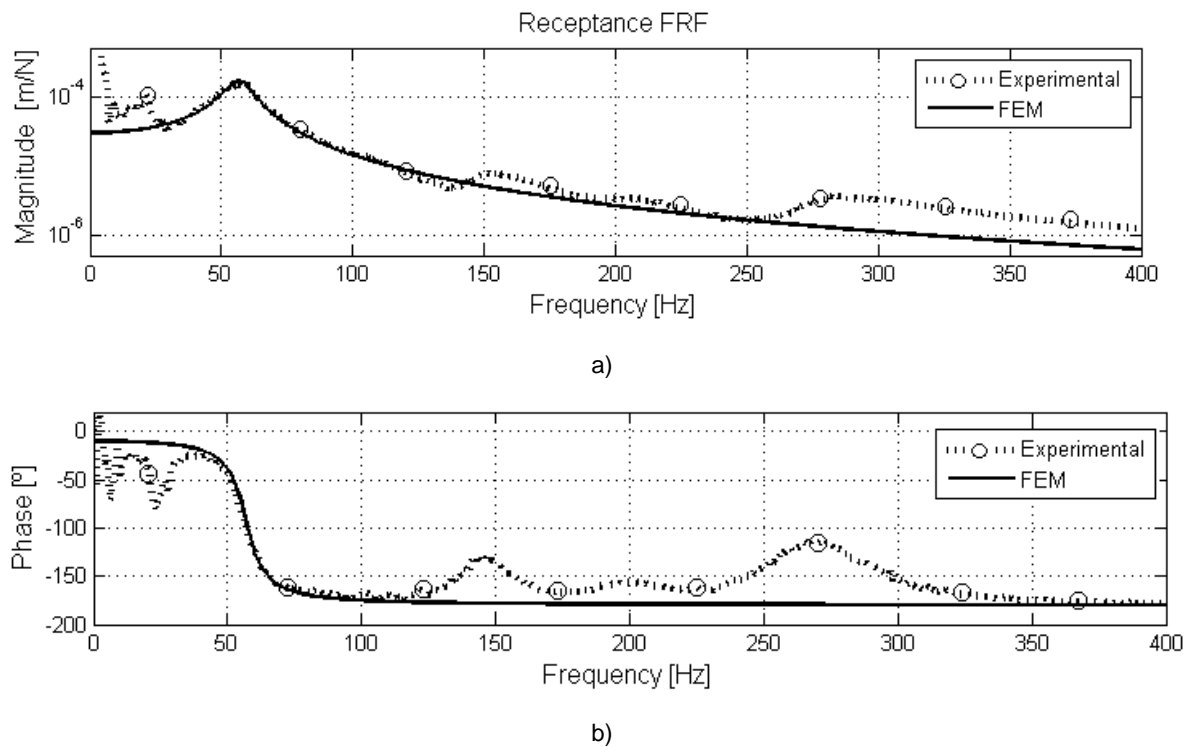 Receptance FRF
Magnitude [m/N]
10^-4
10^-6
Experimental
FEM
0 50 100 150 200 250 300 350 400
Frequency [Hz]
a)
Phase [º]
0
-50
-100
-150
-200
Experimental
FEM
0 50 100 150 200 250 300 350 400
Frequency [Hz]
b)